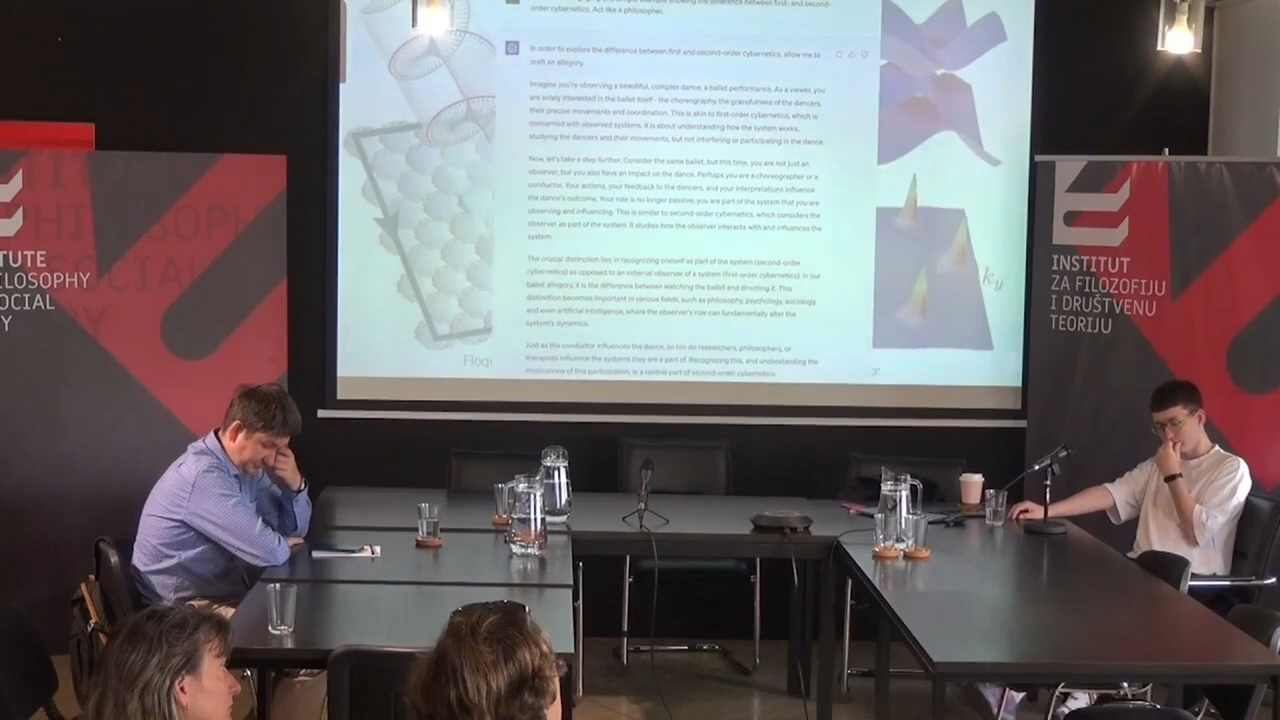 order cybernetics. Act like a philosopher.
In order to explore the difference between first and second-order cybernetics, allow me to
craft an allegory.
Imagine you're observing a beautiful, complex dance, a ballet performance. As a viewer, you
are solely interested in the ballet itself - the choreography, the gracefulness of the dancers,
their precise movements and coordination. This is akin to first-order cybernetics, which is
concerned with observed systems. It is about understanding how the system works,
studying the dancers and their movements, but not interfering or participating in the dance.
Now, let's take a step further. Consider the same ballet, but this time, you are not just an
observer, but you also have an impact on the dance. Perhaps you are a choreographer or a
conductor. Your actions, your feedback to the dancers, and your interpretations influence
the dance's outcome. Your role is no longer passive; you are part of the system that you are
observing and influencing. This is similar to second-order cybernetics, which considers the
observer as part of the system. It studies how the observer interacts with and influences the
system.
The crucial distinction lies in recognizing oneself as part of the system (second-order
cybernetics) as opposed to an external observer of a system (first-order cybernetics). In our
ballet allegory, it is the difference between watching the ballet and directing it. This
distinction becomes important in various fields, such as philosophy, psychology, sociology,
and even artificial intelligence, where the observer's role can fundamentally alter the
system's dynamics.
Just as the conductor influences the dance, so too do researchers, philosophers, or
therapists influence the systems they are a part of. Recognizing this, and understanding the
implications of this participation, is a central part of second-order cybernetics.
Floq
k_y
x
TUTE
ILOSOPHY
OCIAL
Y
PHILOSOPH
SOCIAL
INSTITUT
ZA FILOZOFIJU
I DRUŠTVENU
TEORIJU